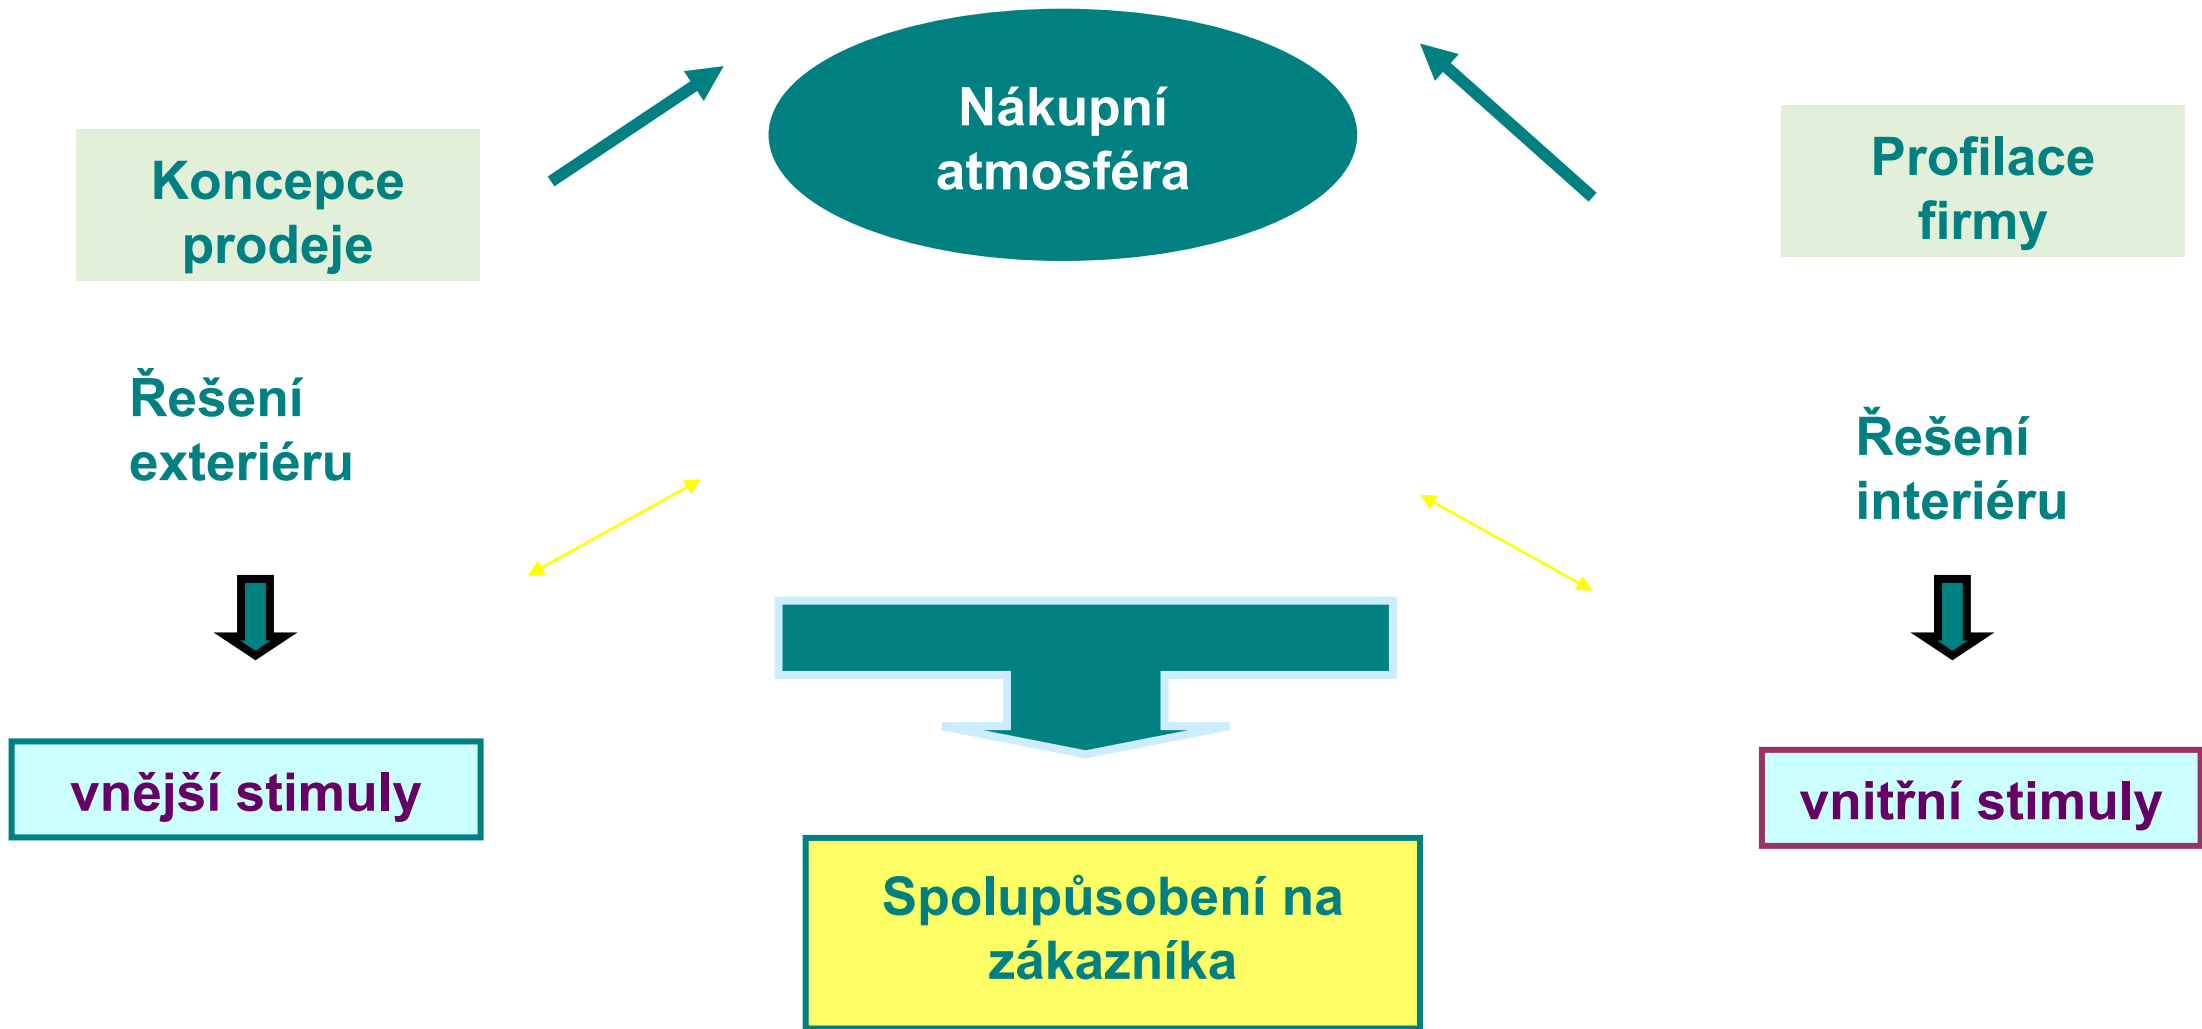 Nákupní
atmosféra
Koncepce
prodeje
Profilace
firmy
Řešení
exteriéru
Řešení
interiéru
vnější stimuly
vnitřní stimuly
Spolupůsobení na
zákazníka